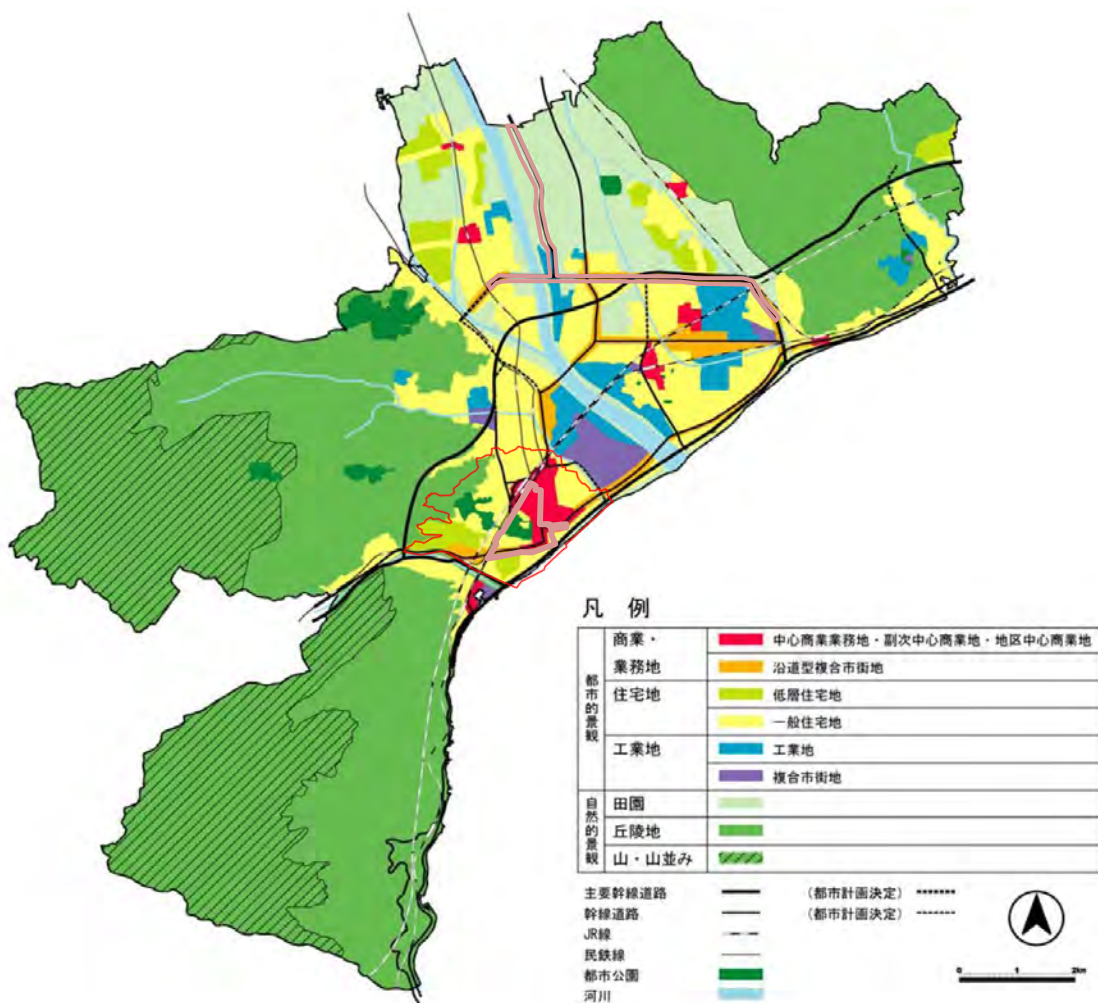 凡 例
都市的景観
商業・業務地
中心商業業務地・副次中心商業地・地区中心商業地
沿道型複合市街地
住宅地
低層住宅地
一般住宅地
工業地
工業地
複合市街地
自然的景観
田園
丘陵地
山・山並み
主要幹線道路 (都市計画決定)
幹線道路 (都市計画決定)
JR線
民鉄線
都市公園
河川
0 1 2km